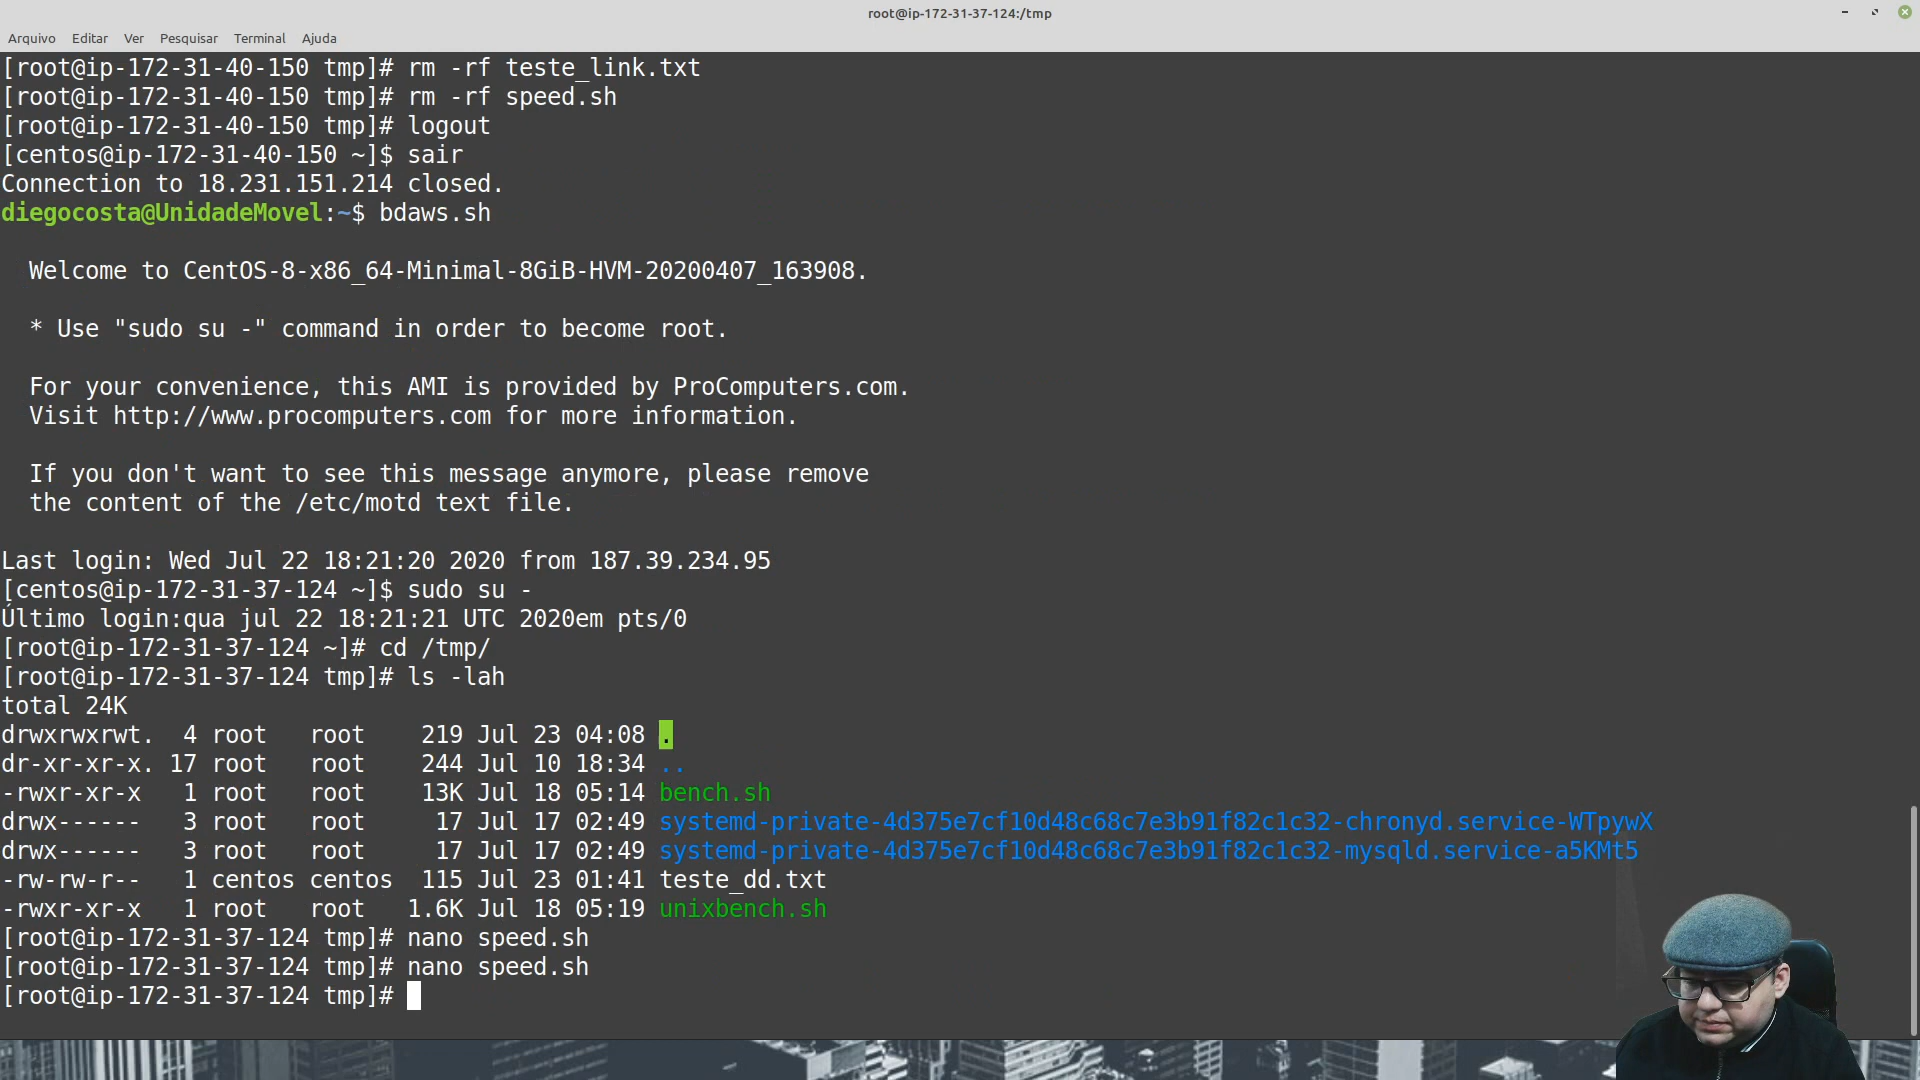 root@ip-172-31-37-124:/tmp
Arquivo Editar Ver Pesquisar Terminal Ajuda
[root@ip-172-31-40-150 tmp]# rm -rf teste_link.txt
[root@ip-172-31-40-150 tmp]# rm -rf speed.sh
[root@ip-172-31-40-150 tmp]# logout
[centos@ip-172-31-40-150 ~]$ sair
Connection to 18.231.151.214 closed.
diegocosta@UnidadeMovel:~$ bdaws.sh
Welcome to CentOS-8-x86_64-Minimal-8GiB-HVM-20200407_163908.
* Use "sudo su -" command in order to become root.
For your convenience, this AMI is provided by ProComputers.com.
Visit http://www.procomputers.com for more information.
If you don't want to see this message anymore, please remove
the content of the /etc/motd text file.
Last login: Wed Jul 22 18:21:20 2020 from 187.39.234.95
[centos@ip-172-31-37-124 ~]$ sudo su -
Último login:qua jul 22 18:21:21 UTC 2020em pts/0
[root@ip-172-31-37-124 ~]# cd /tmp/
[root@ip-172-31-37-124 tmp]# ls -lah
total 24K
drwxrwxrwt. 4 root root 219 Jul 23 04:08 .
dr-xr-xr-x. 17 root root 244 Jul 10 18:34 ..
-rwxr-xr-x 1 root root 13K Jul 18 05:14 bench.sh
drwx------ 3 root root 17 Jul 17 02:49 systemd-private-4d375e7cf10d48c68c7e3b91f82c1c32-chronyd.service-WTpywX
drwx------ 3 root root 17 Jul 17 02:49 systemd-private-4d375e7cf10d48c68c7e3b91f82c1c32-mysqld.service-a5KMt5
-rw-rw-r-- 1 centos centos 115 Jul 23 01:41 teste_dd.txt
-rwxr-xr-x 1 root root 1.6K Jul 18 05:19 unixbench.sh
[root@ip-172-31-37-124 tmp]# nano speed.sh
[root@ip-172-31-37-124 tmp]# nano speed.sh
[root@ip-172-31-37-124 tmp]#